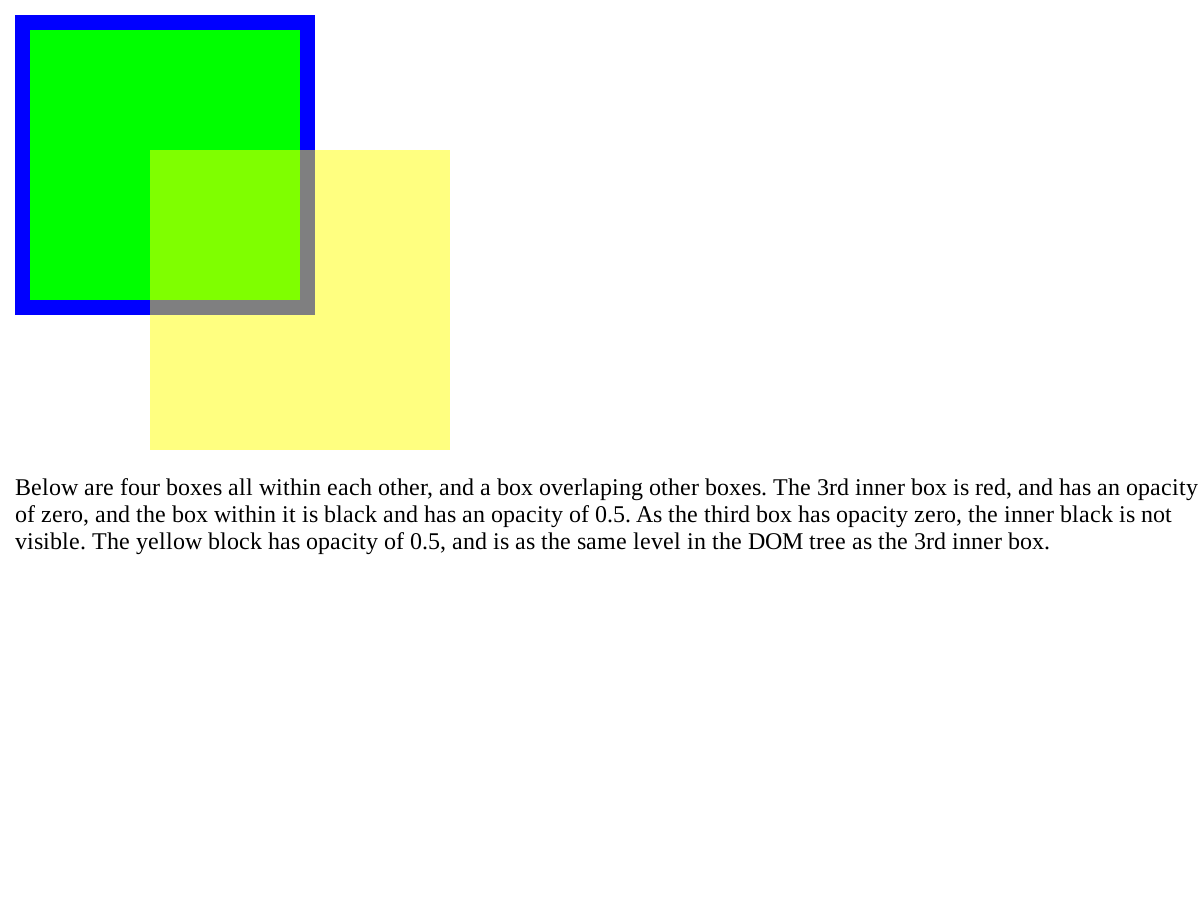 Below are four boxes all within each other, and a box overlaping other boxes. The 3rd inner box is red, and has an opacity
of zero, and the box within it is black and has an opacity of 0.5. As the third box has opacity zero, the inner black is not
visible. The yellow block has opacity of 0.5, and is as the same level in the DOM tree as the 3rd inner box.